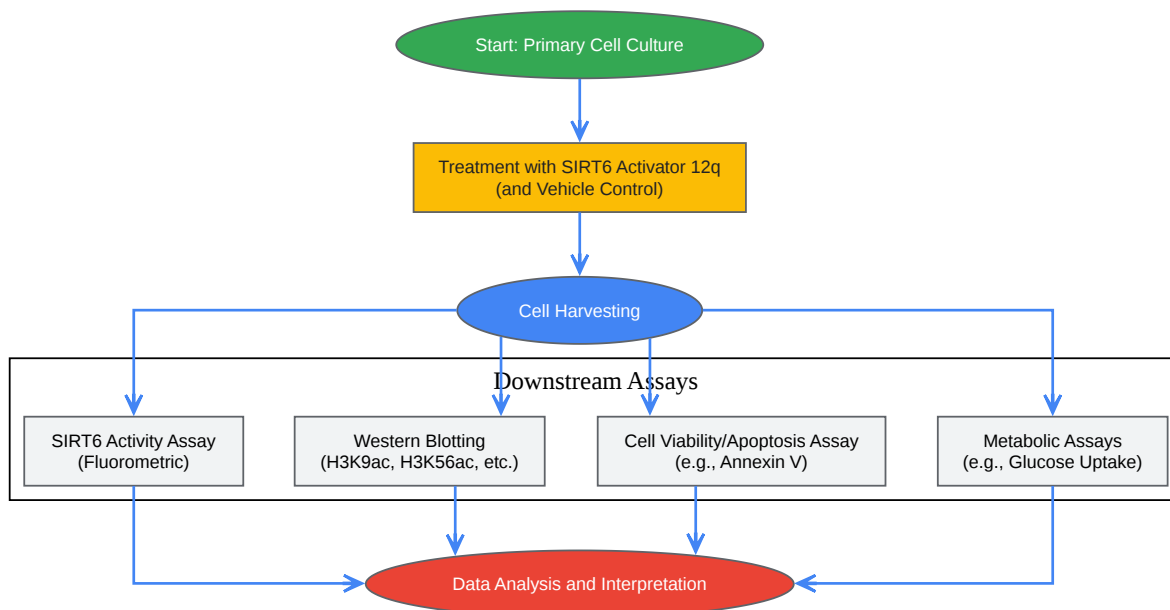 Start: Primary Cell Culture
Treatment with SIRT6 Activator 12q
(and Vehicle Control)
Cell Harvesting
Downstream Assays
SIRT6 Activity Assay
(Fluorometric)
Western Blotting
(H3K9ac, H3K56ac, etc.)
Cell Viability/Apoptosis Assay
(e.g., Annexin V)
Metabolic Assays
(e.g., Glucose Uptake)
Data Analysis and Interpretation